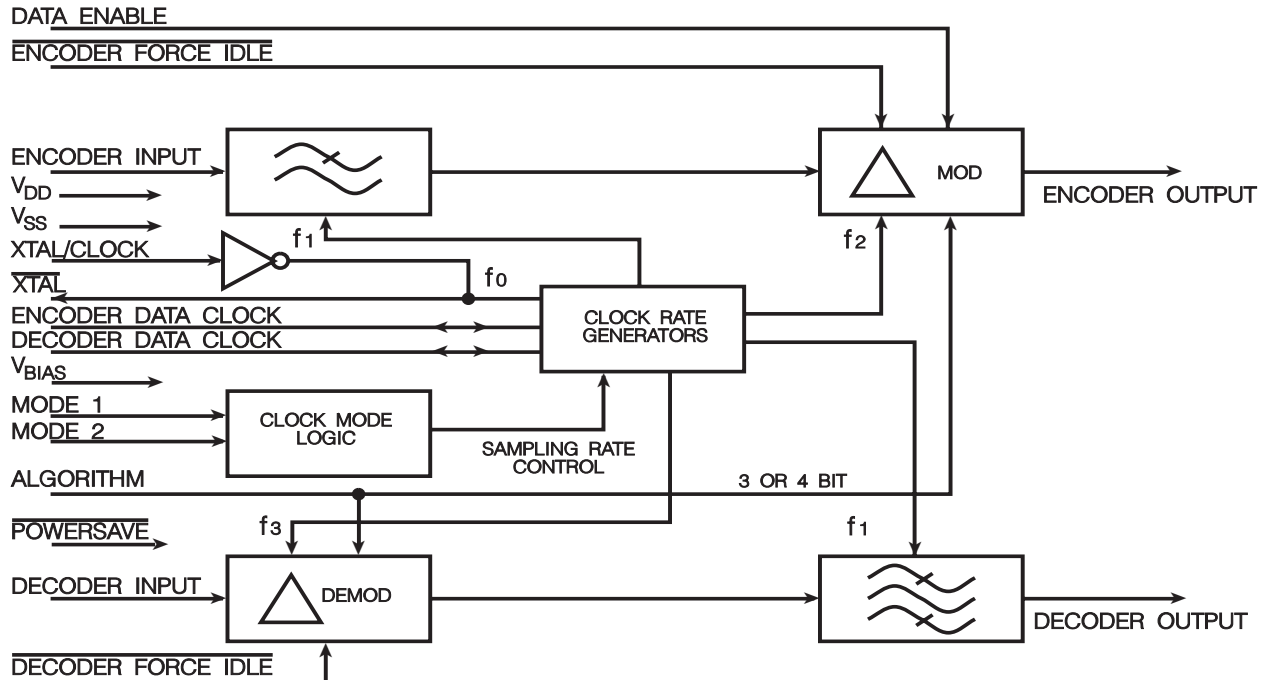 DATA ENABLE
ENCODER FORCE IDLE
ENCODER INPUT
VDD
VSS
XTAL/CLOCK
XTAL
ENCODER DATA CLOCK
DECODER DATA CLOCK
VBIAS
MODE 1
MODE 2
ALGORITHM
POWERSAVE
DECODER INPUT
DECODER FORCE IDLE
f1
f0
f2
MOD
ENCODER OUTPUT
CLOCK RATE
GENERATORS
CLOCK MODE
LOGIC
SAMPLING RATE
CONTROL
3 OR 4 BIT
f3
f1
DEMOD
DECODER OUTPUT